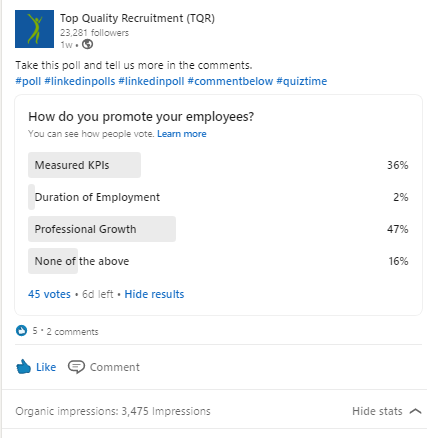 Top Quality Recruitment (TQR)
23,281 followers
1w •
Take this poll and tell us more in the comments.
#poll #linkedinpolls #linkedinpoll #commentbelow #quiztime
How do you promote your employees?
You can see how people vote. Learn more
Measured KPIs 36%
Duration of Employment 2%
Professional Growth 47%
None of the above 16%
45 votes • 6d left • Hide results
5 • 2 comments
Like Comment
Organic impressions: 3,475 Impressions Hide stats